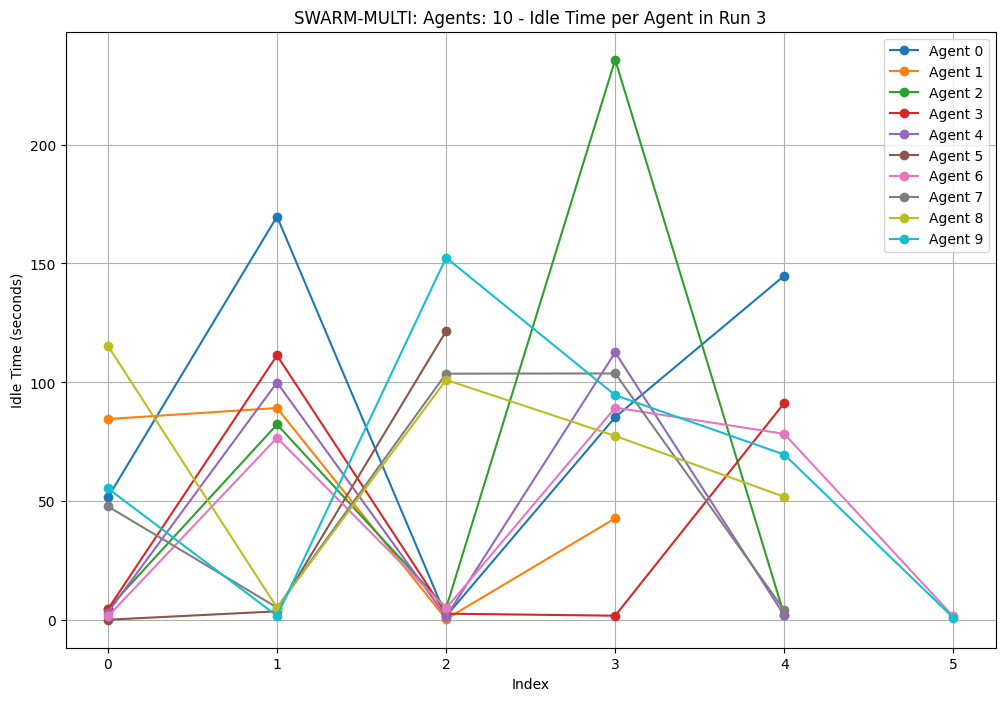 SWARM-MULTI: Agents: 10 - Idle Time per Agent in Run 3
Agent 0
Agent 1
Agent 2
Agent 3
Agent 4
Agent 5
Agent 6
Agent 7
Agent 8
Agent 9
Idle Time (seconds)
200
150
100
50
0
0 1 2 3 4 5
Index